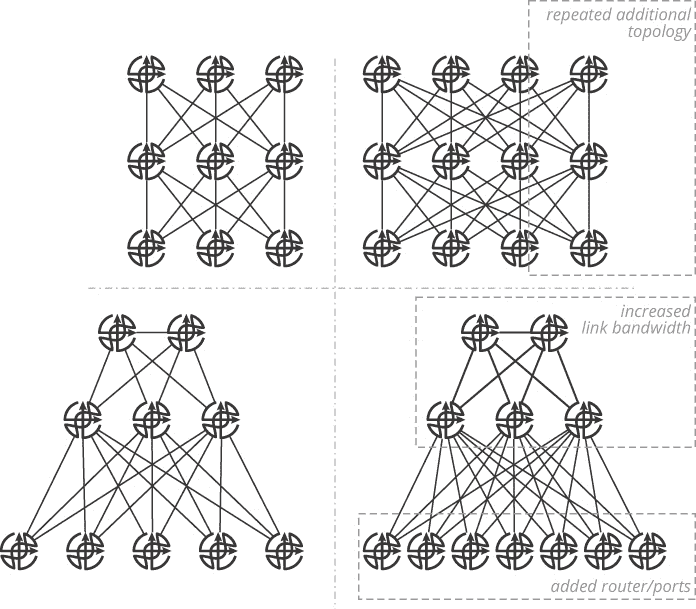 repeated additional
topology
increased
link bandwidth
added router/ports